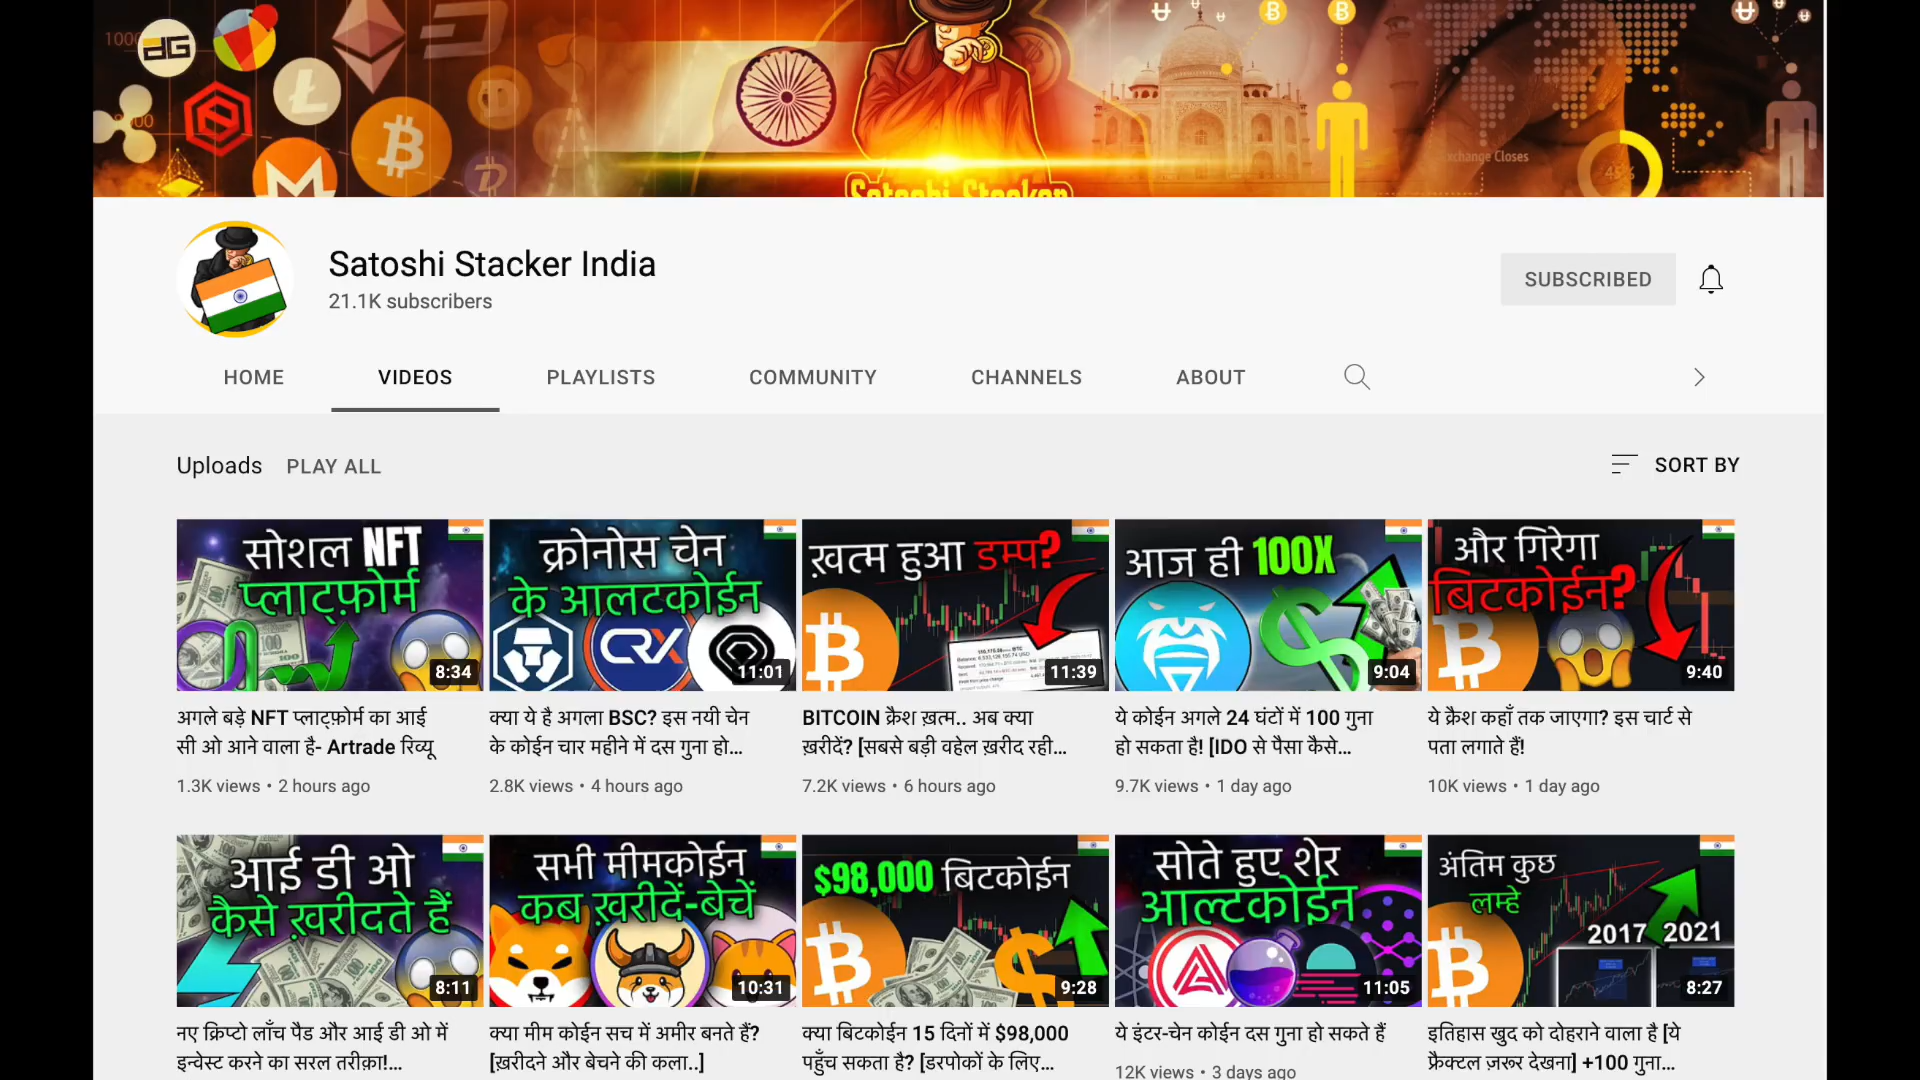 Satoshi Stacker
xchange Closes
45%
Satoshi Stacker India
21.1K subscribers
SUBSCRIBED
HOME VIDEOS PLAYLISTS COMMUNITY CHANNELS ABOUT
Uploads PLAY ALL
SORT BY
सोशल NFT
प्लाट्फ़ोर्म
8:34
क्रोनोस चेन
के आलटकोईन
CRX
11:01
ख़त्म हुआ डम्प?
11:39
आज ही 100X
9:04
और गिरेगा
बिटकोईन?
9:40
अगले बड़े NFT प्लाट्फ़ोर्म का आई
सी ओ आने वाला है- Artrade रिव्यू
1.3K views • 2 hours ago
क्या ये है अगला BSC? इस नयी चेन
के कोईन चार महीने में दस गुना हो...
2.8K views • 4 hours ago
BITCOIN क्रैश ख़त्म.. अब क्या
ख़रीदें? [सबसे बड़ी वहेल ख़रीद रही...
7.2K views • 6 hours ago
ये कोईन अगले 24 घंटों में 100 गुना
हो सकता है! [IDO से पैसा कैसे...
9.7K views • 1 day ago
ये क्रैश कहाँ तक जाएगा? इस चार्ट से
पता लगाते हैं!
10K views • 1 day ago
आई डी ओ
कैसे ख़रीदते हैं
8:11
सभी मीमकोईन
कब ख़रीदें-बेचें
10:31
$98,000 बिटकोईन
9:28
सोते हुए शेर
आल्टकोईन
11:05
अंतिम कुछ
लम्हे
2017 2021
8:27
नए क्रिप्टो लाँच पैड और आई डी ओ में
इन्वेस्ट करने का सरल तरीक़ा!...
क्या मीम कोईन सच में अमीर बनते हैं?
[ख़रीदने और बेचने की कला..]
क्या बिटकोईन 15 दिनों में $98,000
पहुँच सकता है? [डरपोकों के लिए...
ये इंटर-चेन कोईन दस गुना हो सकते हैं
12K views • 3 days ago
इतिहास खुद को दोहराने वाला है [ये
फ्रैक्टल ज़रूर देखना] +100 गुना...